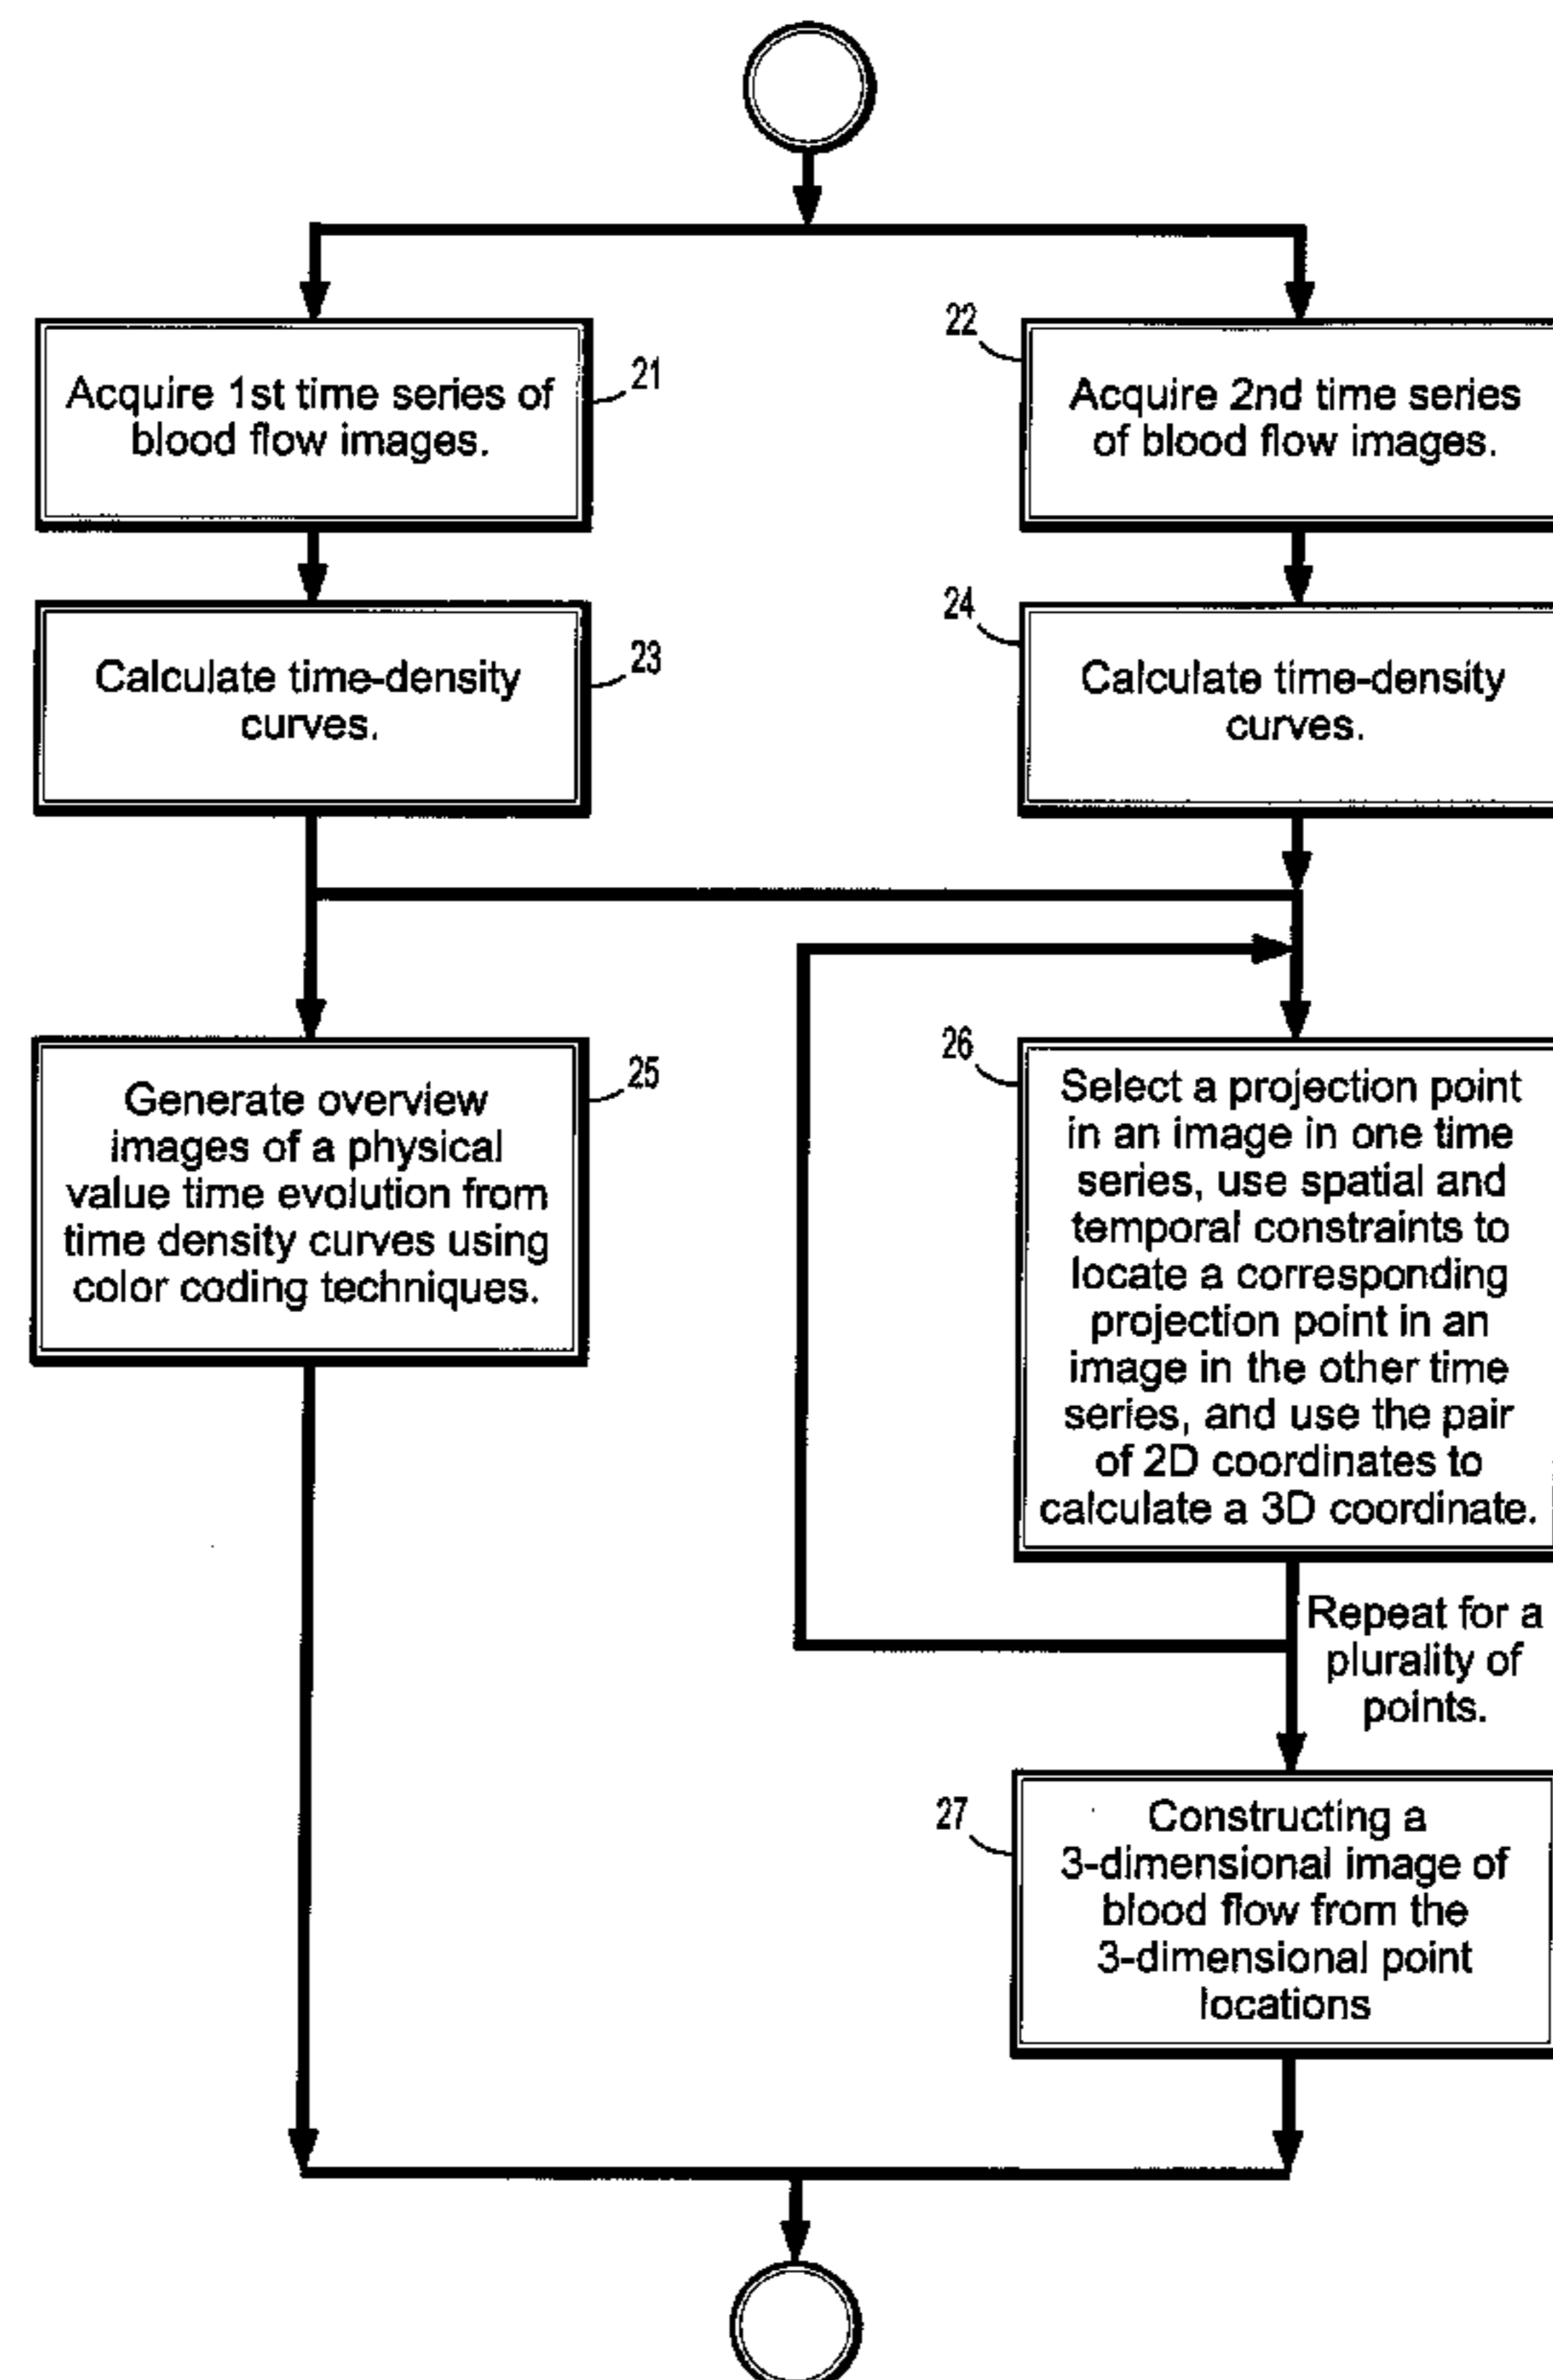 Acquire 1st time series of
blood flow images.
21
22
Acquire 2nd time series
of blood flow images.
Calculate time-density
curves.
23
24
Calculate time-density
curves.
Generate overview
images of a physical
value time evolution from
time density curves using
color coding techniques.
25
26
Select a projection point
in an image in one time
series, use spatial and
temporal constraints to
locate a corresponding
projection point in an
image in the other time
series, and use the pair
of 2D coordinates to
calculate a 3D coordinate.
Repeat for a
plurality of
points.
27
Constructing a
3-dimensional image of
blood flow from the
3-dimensional point
locations